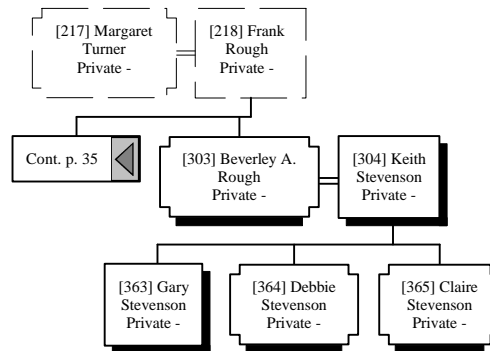 [217] Margaret
Turner
Private -
[218] Frank
Rough
Private -
Cont. p. 35
[303] Beverley A.
Rough
Private -
[304] Keith
Stevenson
Private -
[363] Gary
Stevenson
Private -
[364] Debbie
Stevenson
Private -
[365] Claire
Stevenson
Private -